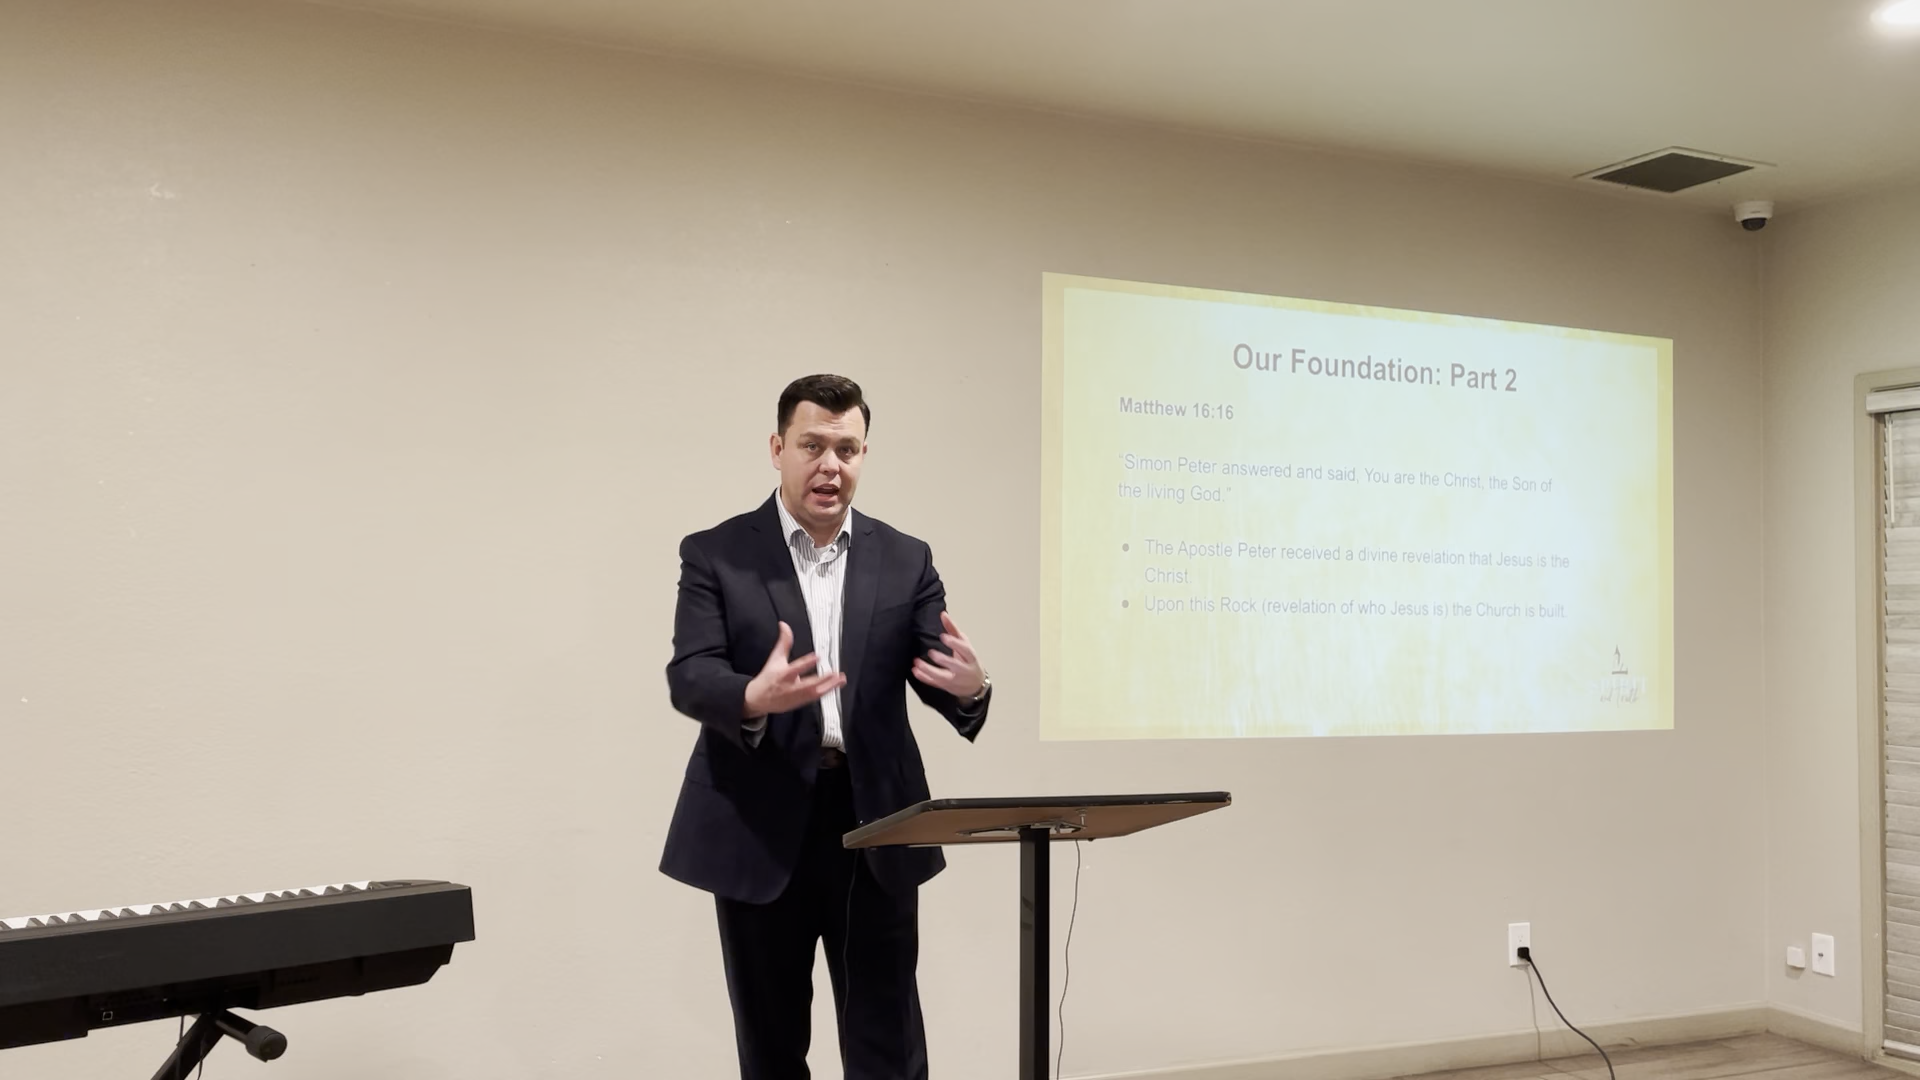 Our Foundation: Part 2
Matthew 16:16
“Simon Peter answered and said, You are the Christ, the Son of
the living God.”
● The Apostle Peter received a divine revelation that Jesus is the
Christ.
● Upon this Rock (revelation of who Jesus is) the Church is built.